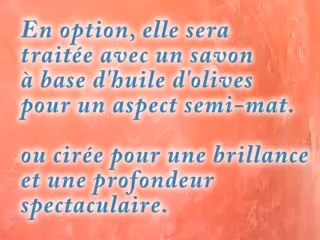 En option, elle sera
traitée avec un savon
à base d'huile d'olives
pour un aspect semi-mat.
ou cirée pour une brillance
et une profondeur
spectaculaire.